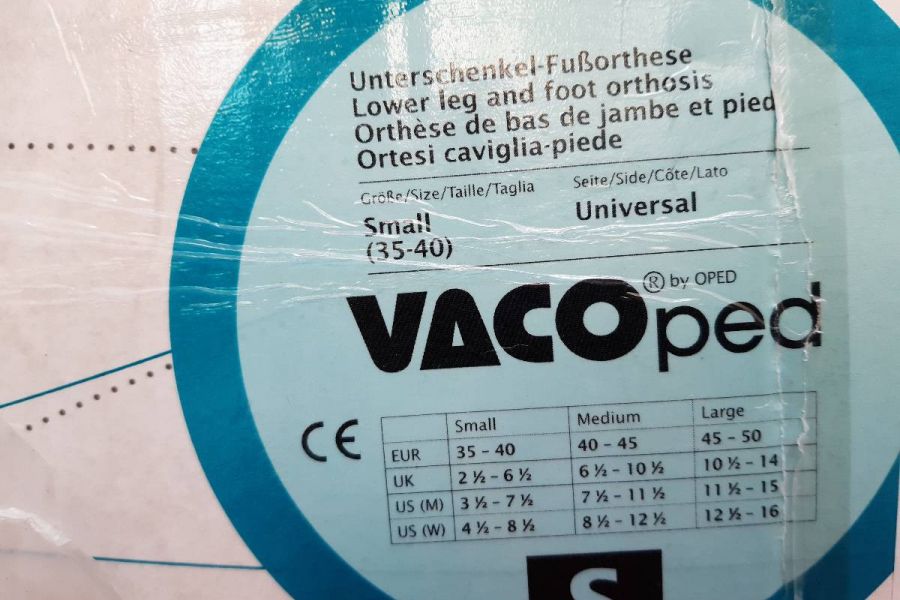 Unterschenkel-Fußorthese
Lower leg and foot orthosis
Orthèse de bas de jambe et pied
Ortesi caviglia-piede
Größe/Size/Taille/Taglia Seite/Side/Côte/Lato
Small Universal
(35-40)
VACOped ® by OPED
CE
Small Medium Large
EUR 35 - 40 40 - 45 45 - 50
UK 2 ½ - 6 ½ 6 ½ - 10 ½ 10 ½ - 14
US (M) 3 ½ - 7 ½ 7 ½ - 11 ½ 11 ½ - 15
US (W) 4 ½ - 8 ½ 8 ½ - 12 ½ 12 ½ - 16
S